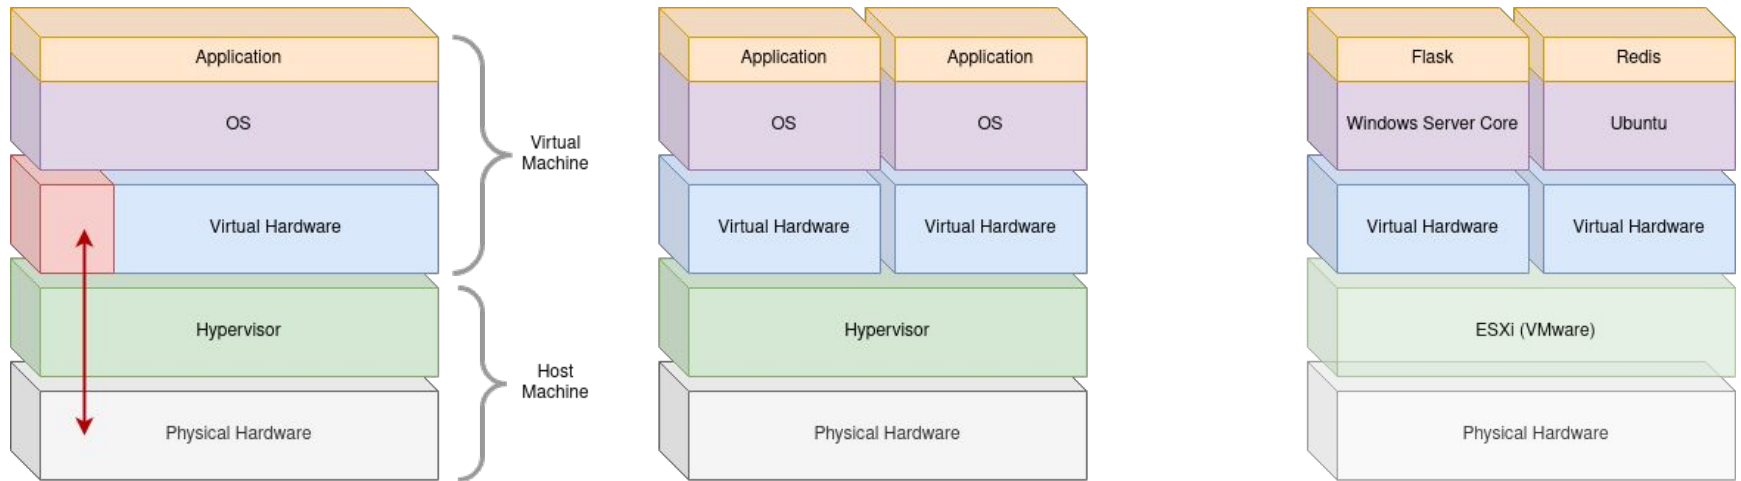 Application
OS
Virtual Hardware
Hypervisor
Physical Hardware
Virtual
Machine
Host
Machine
Application
Application
OS
OS
Virtual Hardware
Virtual Hardware
Hypervisor
Physical Hardware
Flask
Redis
Windows Server Core
Ubuntu
Virtual Hardware
Virtual Hardware
ESXi (VMware)
Physical Hardware